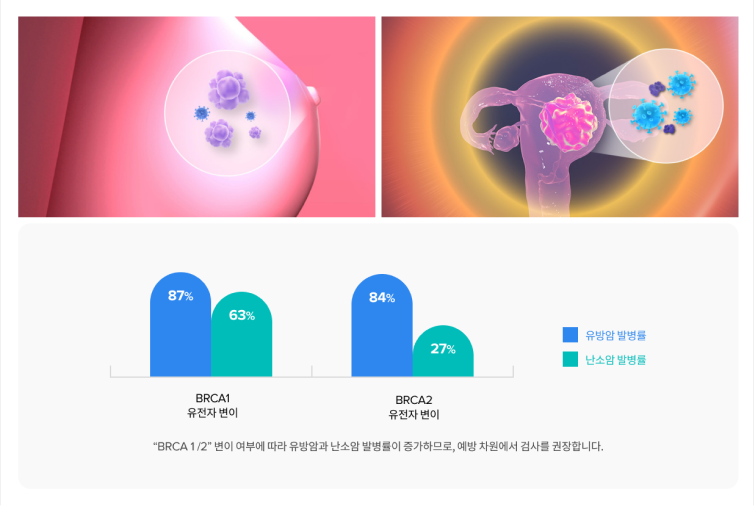 87%
63%
84%
27%
유방암 발병률
난소암 발병률
BRCA1
유전자 변이
BRCA2
유전자 변이
“BRCA 1/2” 변이 여부에 따라 유방암과 난소암 발병률이 증가하므로, 예방 차원에서 검사를 권장합니다.